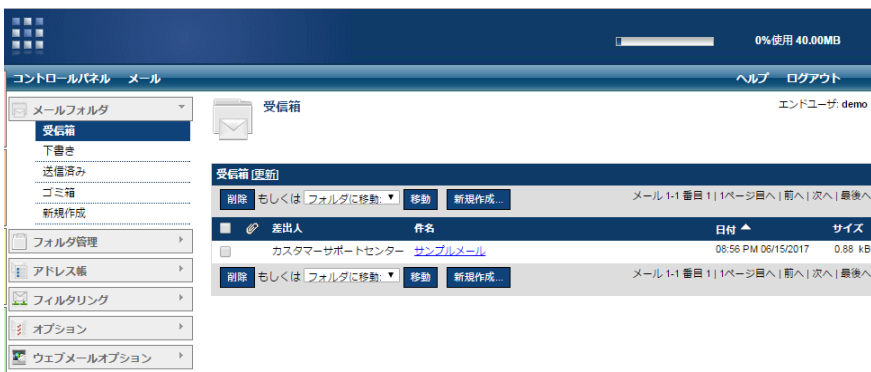 0%使用 40.00MB
コントロールパネル メール ヘルプ ログアウト
メールフォルダ
受信箱
下書き
送信済み
ゴミ箱
新規作成
フォルダ管理
アドレス帳
フィルタリング
オプション
ウェブメールオプション
受信箱
エンドユーザ: demo
受信箱 [更新]
削除 もしくは フォルダに移動: 移動 新規作成... メール 1-1 番目 1 | 1ページ目へ | 前へ | 次へ | 最後へ
差出人 件名 日付 サイズ
カスタマーサポートセンター サンプルメール 08:56 PM 06/15/2017 0.88 kB
削除 もしくは フォルダに移動: 移動 新規作成... メール 1-1 番目 1 | 1ページ目へ | 前へ | 次へ | 最後へ